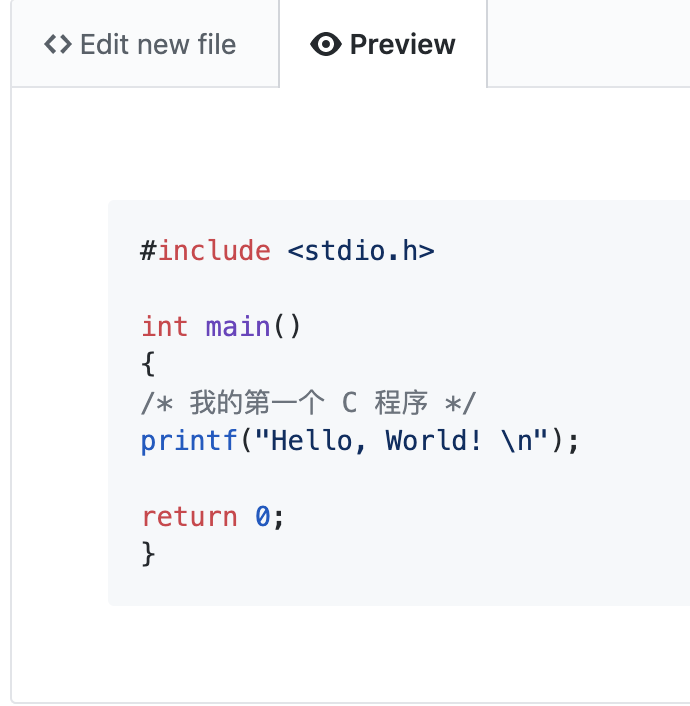 Edit new file
Preview
#include <stdio.h>
int main()
{
/* 我的第一个 C 程序 */
printf("Hello, World! \n");
return 0;
}